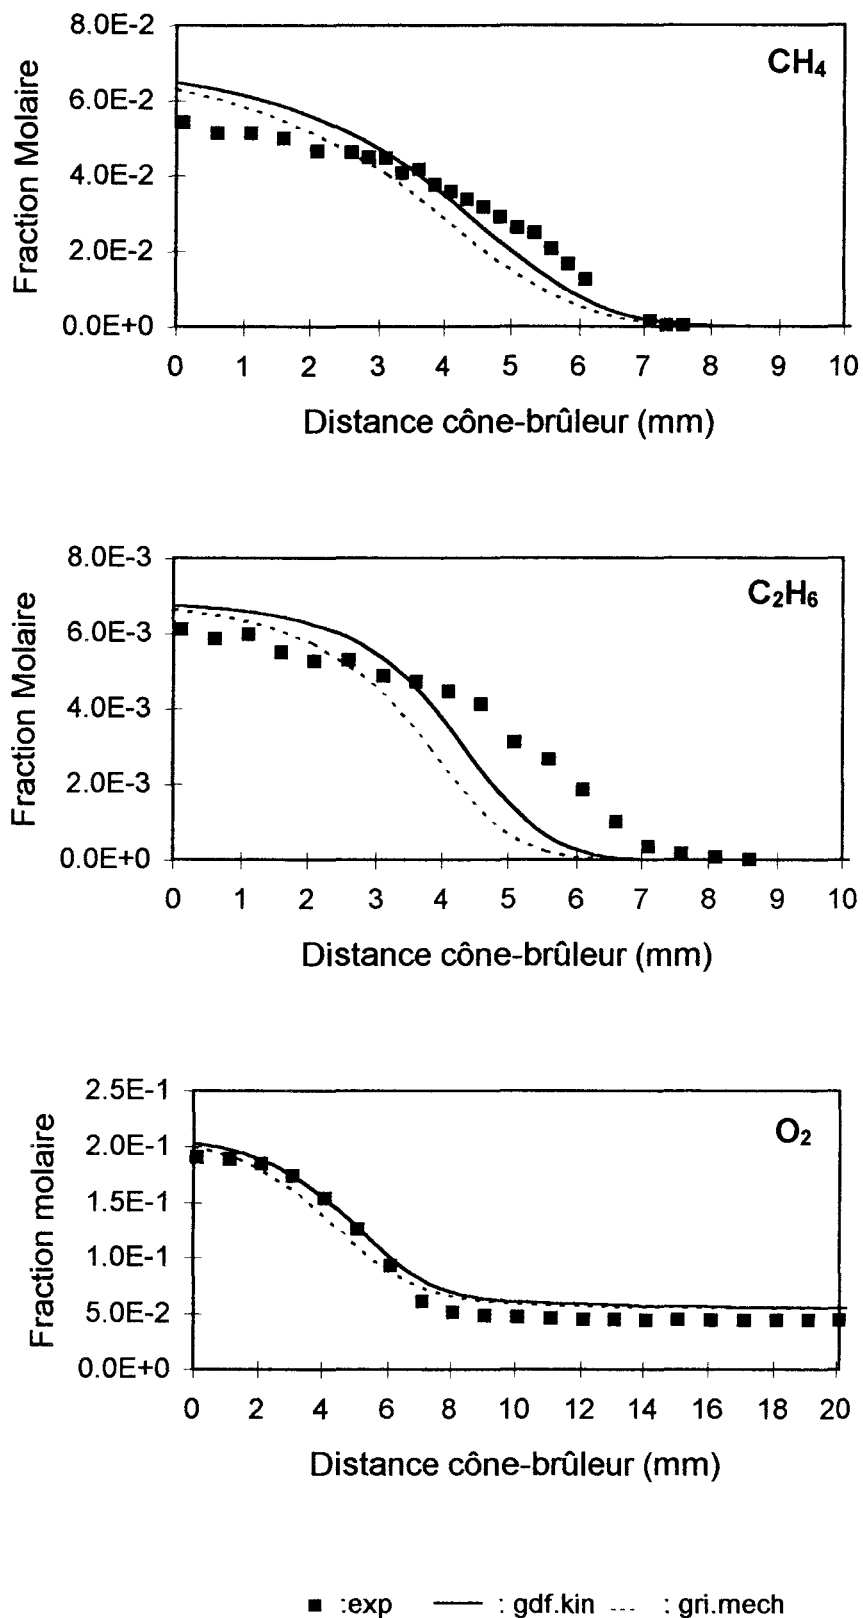 8.0E-2
CH₄
6.0E-2
4.0E-2
2.0E-2
0.0E+0
Fraction Molaire
0 1 2 3 4 5 6 7 8 9 10
Distance cône-brûleur (mm)
8.0E-3
C₂H₆
6.0E-3
4.0E-3
2.0E-3
0.0E+0
Fraction Molaire
0 1 2 3 4 5 6 7 8 9 10
Distance cône-brûleur (mm)
2.5E-1
O₂
2.0E-1
1.5E-1
1.0E-1
5.0E-2
0.0E+0
Fraction molaire
0 2 4 6 8 10 12 14 16 18 20
Distance cône-brûleur (mm)
:exp : gdf.kin : gri.mech